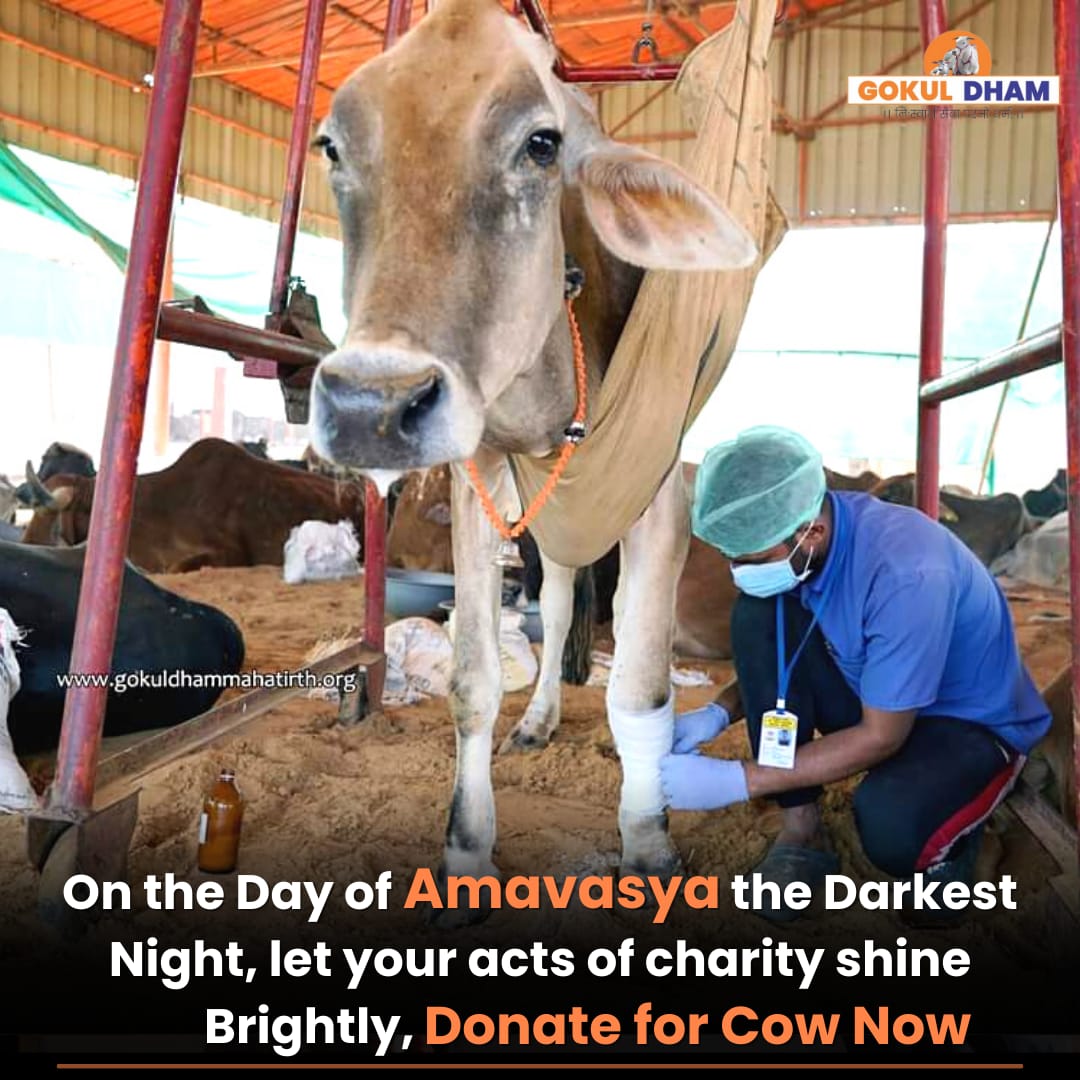 GOKUL DHAM
सेवा
www.gokuldhammahatirth.org
On the Day of Amavasya the Darkest
Night, let your acts of charity shine
Brightly, Donate for Cow Now